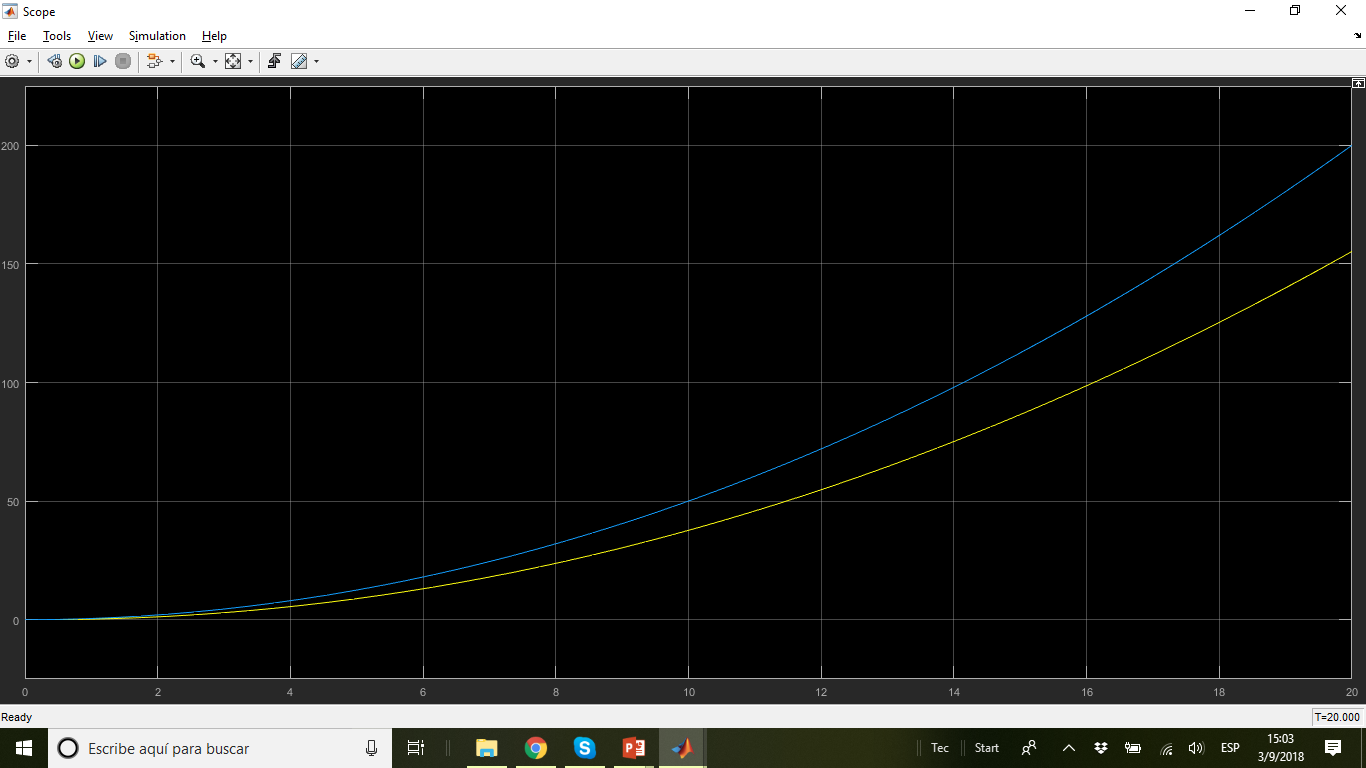 Scope
File Tools View Simulation Help
200
150
100
50
0
0 2 4 6 8 10 12 14 16 18 20
Ready T=20.000
Escribe aquí para buscar Tec Start ESP 15:03
3/9/2018